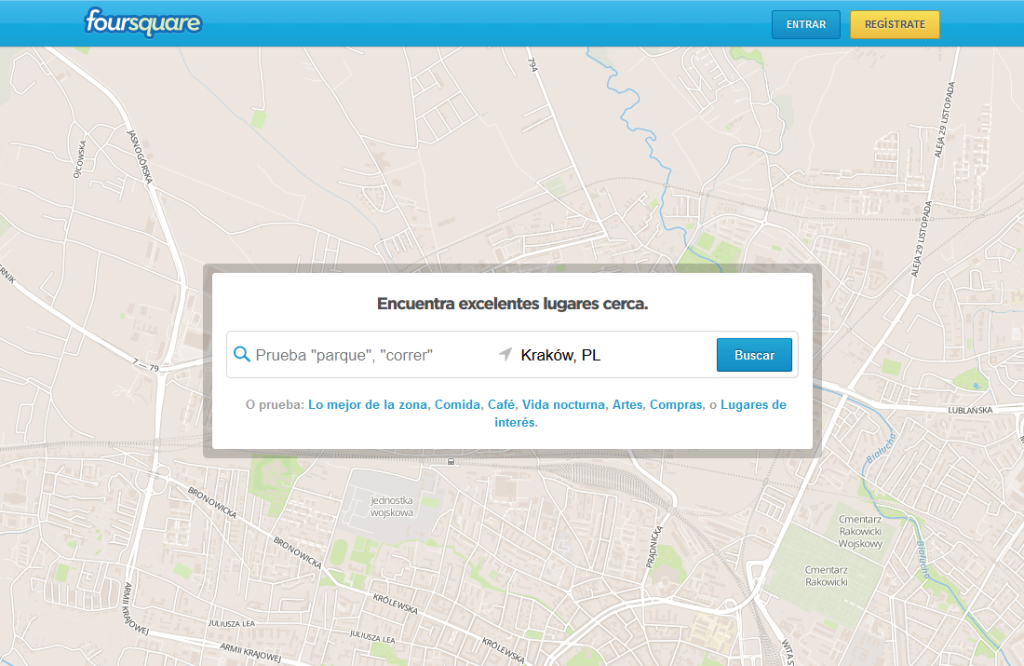 foursquare
ENTRAR
REGÍSTRATE
794
JASNOGÓRSKA
OJCOWSKA
ALEJA 29 LISTOPADA
ALEJA 29 LISTOPADA
Encuentra excelentes lugares cerca.
Prueba "parque", "correr"
Kraków, PL
Buscar
7 — 79
O prueba: Lo mejor de la zona, Comida, Café, Vida nocturna, Artes, Compras, o Lugares de
interés.
LUBLAŃSKA
Białucha
BRONOWICKA
Jednostka
wojskowa
Cmentarz
Rakowicki
Wojskowy
PRĄDNICKA
BRONOWICKA
Białucha
Cmentarz
Rakowicki
ARMII KRAJOWEJ
KRÓLEWSKA
JULIUSZA LEA
JULIUSZA LEA
KRÓLEWSKA
ARMII KRAJOWEJ